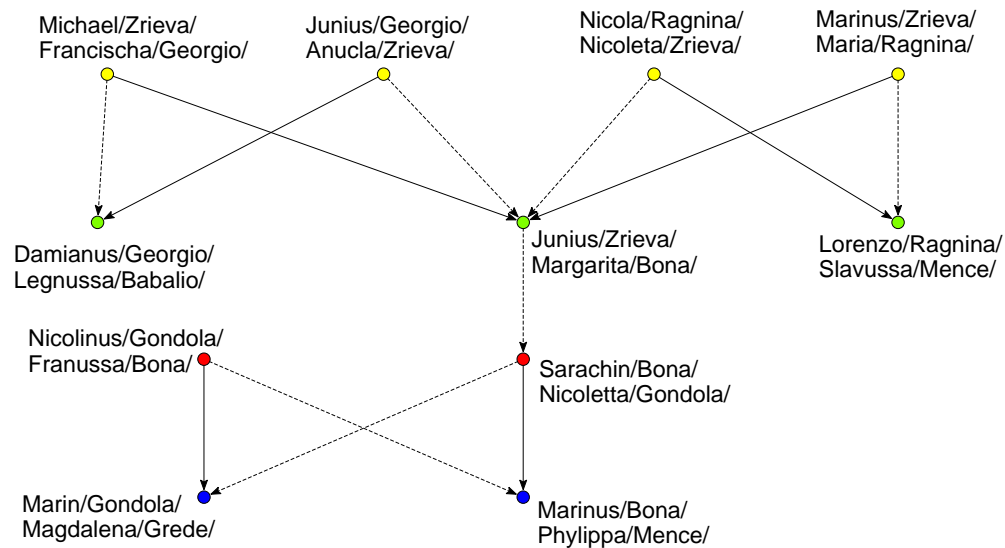 Michael/Zrieva/
Francischa/Georgio/
Junius/Georgio/
Anucla/Zrieva/
Nicola/Ragnina/
Nicoleta/Zrieva/
Marinus/Zrieva/
Maria/Ragnina/
Damianus/Georgio/
Legnussa/Babalio/
Junius/Zrieva/
Margarita/Bona/
Lorenzo/Ragnina/
Slavussa/Mence/
Nicolinus/Gondola/
Franussa/Bona/
Sarachin/Bona/
Nicoletta/Gondola/
Marin/Gondola/
Magdalena/Grede/
Marinus/Bona/
Phylippa/Mence/